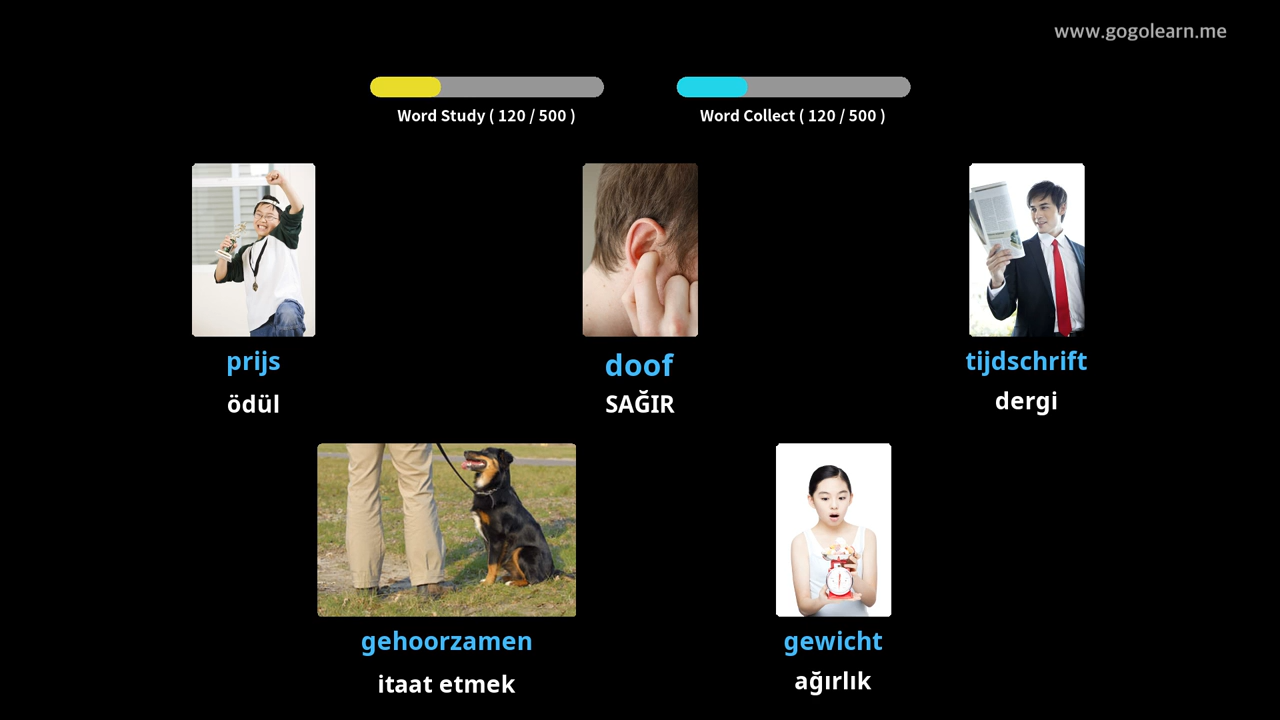 www.gogolearn.me
Word Study ( 120 / 500 )
Word Collect ( 120 / 500 )
prijs
ödül
doof
SAĞIR
tijdschrift
dergi
gehoorzamen
itaat etmek
gewicht
ağırlık